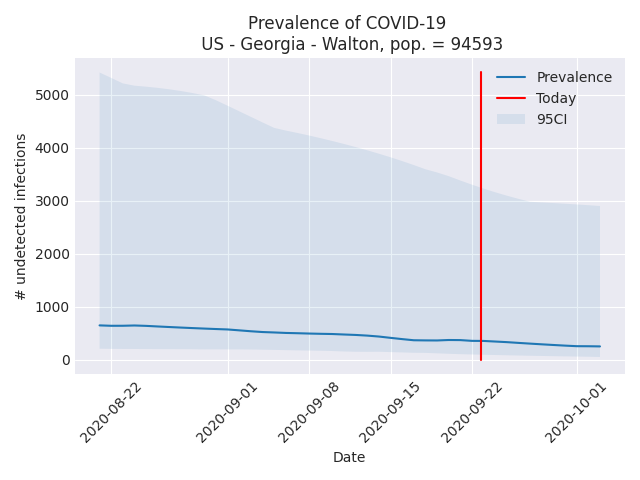 Prevalence of COVID-19
US - Georgia - Walton, pop. = 94593
Prevalence
Today
95CI
# undetected infections
5000
4000
3000
2000
1000
0
2020-08-22
2020-09-01
2020-09-08
2020-09-15
2020-09-22
2020-10-01
Date